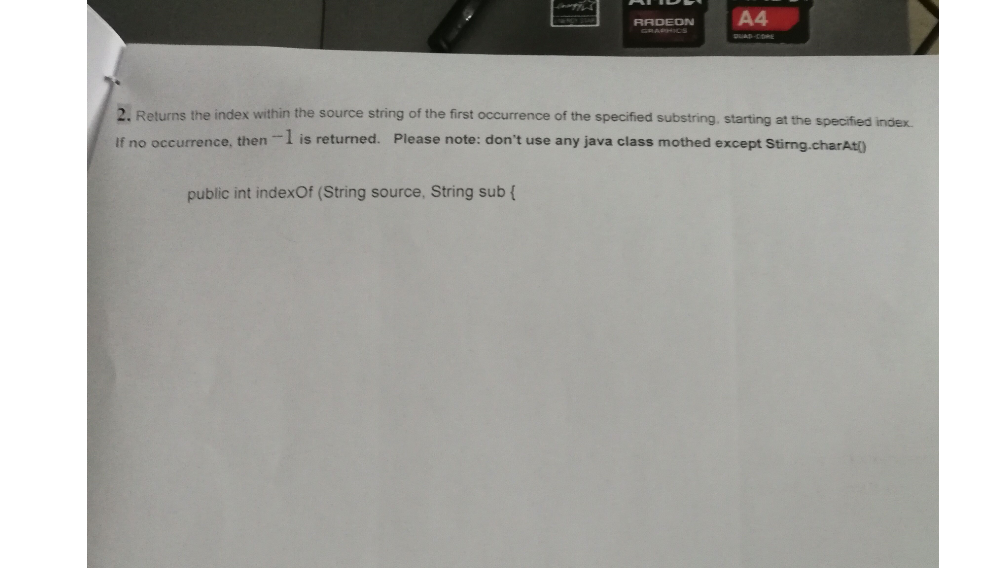 RADEON
GRAPHICS
A4
QUAD-CORE
2. Returns the index within the source string of the first occurrence of the specified substring, starting at the specified index.
If no occurrence, then -1 is returned. Please note: don't use any java class mothed except Stirng.charAt()
public int indexOf (String source, String sub {